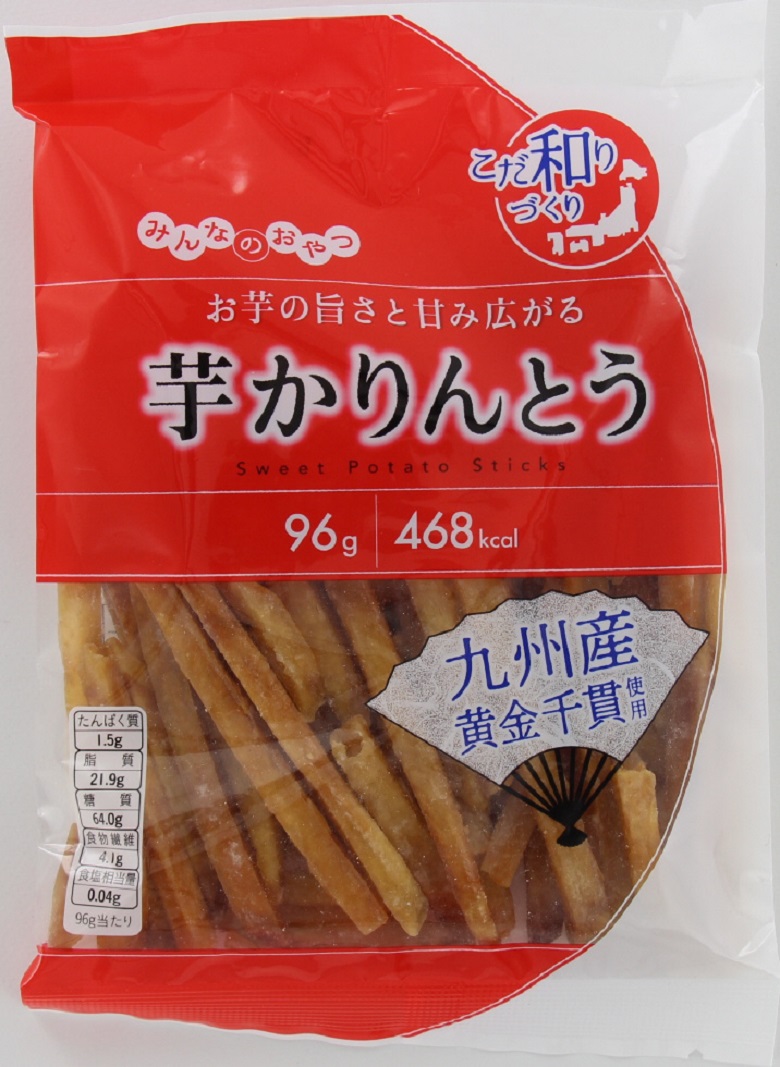 こだ和り
づくり
みんなのおやつ
お芋の旨さと甘み広がる
芋かりんとう
Sweet Potato Sticks
96g 468kcal
九州産
黄金千貫使用
たんぱく質
1.5g
脂質
21.9g
糖質
64.0g
食物繊維
4.1g
食塩相当量
0.04g
96g当たり